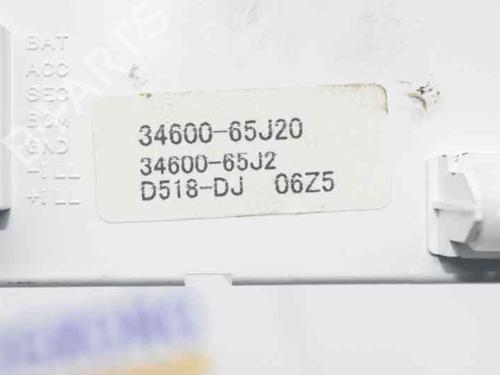 BAT
ACC
SEC
BCM
GND
-ILL
+ILL
34600-65J20
34600-65J2
D518-DJ 06Z5